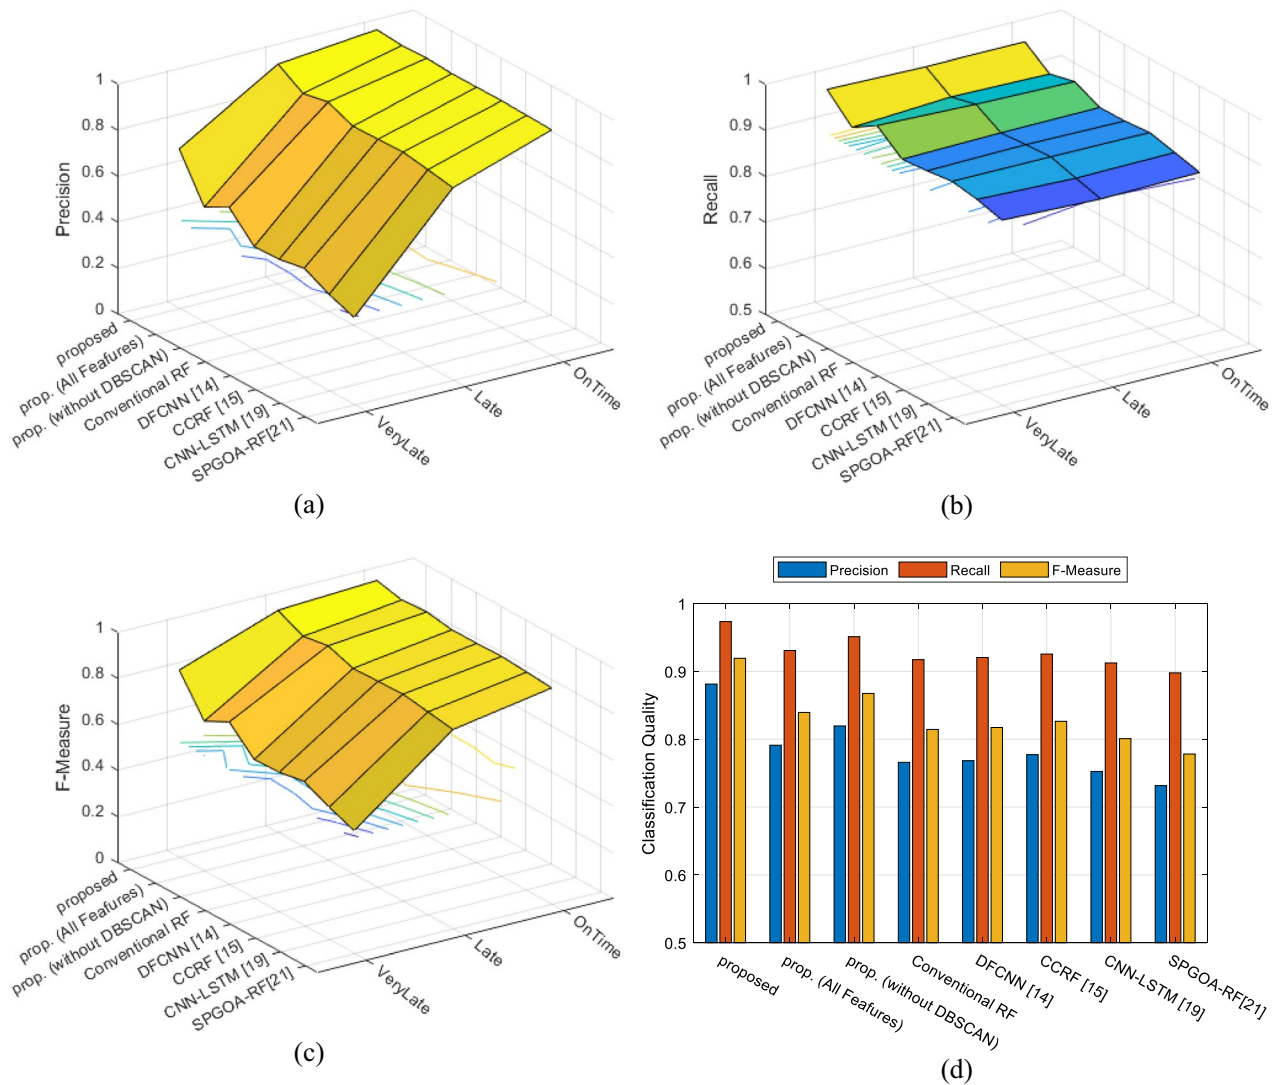 1
0.8
0.6
0.4
0.2
0
Precision
proposed
prop. (All Feafures)
prop. (without DBSCAN)
Conventional RF
DFCNN [14]
CCRF [15]
CNN-LSTM [19]
SPGOA-RF[21]
VeryLate
Late
OnTime
(a)
1
0.9
0.8
0.7
0.6
0.5
Recall
proposed
prop. (All Feafures)
prop. (without DBSCAN)
Conventional RF
DFCNN [14]
CCRF [15]
CNN-LSTM [19]
SPGOA-RF[21]
VeryLate
Late
OnTime
(b)
1
0.8
0.6
0.4
0.2
0
F-Measure
proposed
prop. (All Feafures)
prop. (without DBSCAN)
Conventional RF
DFCNN [14]
CCRF [15]
CNN-LSTM [19]
SPGOA-RF[21]
VeryLate
Late
OnTime
(c)
Precision Recall F-Measure
1
0.9
0.8
0.7
0.6
0.5
Classification Quality
proposed
prop. (All Feafures)
prop. (without DBSCAN)
Conventional RF
DFCNN [14]
CCRF [15]
CNN-LSTM [19]
SPGOA-RF[21]
(d)